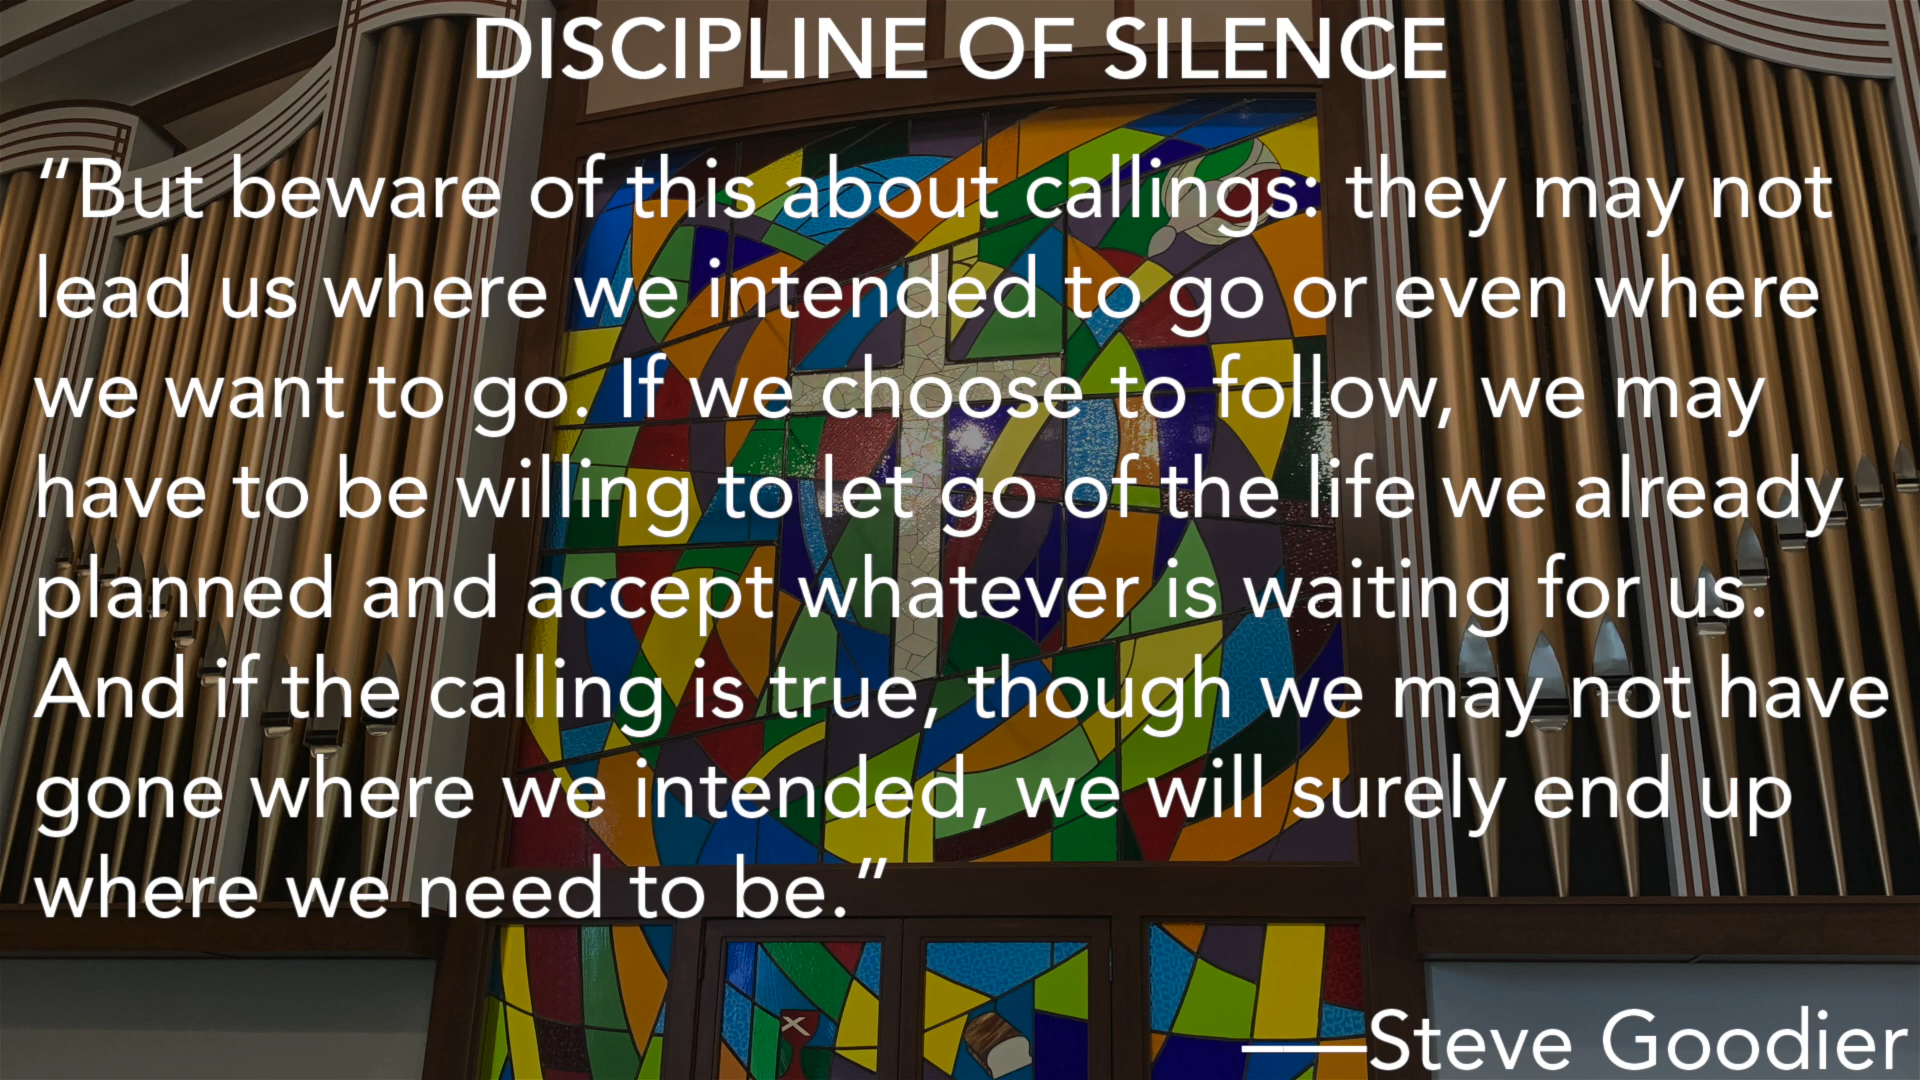 DISCIPLINE OF SILENCE
“But beware of this about callings: they may not
lead us where we intended to go or even where
we want to go. If we choose to follow, we may
have to be willing to let go of the life we already
planned and accept whatever is waiting for us.
And if the calling is true, though we may not have
gone where we intended, we will surely end up
where we need to be.”
——Steve Goodier